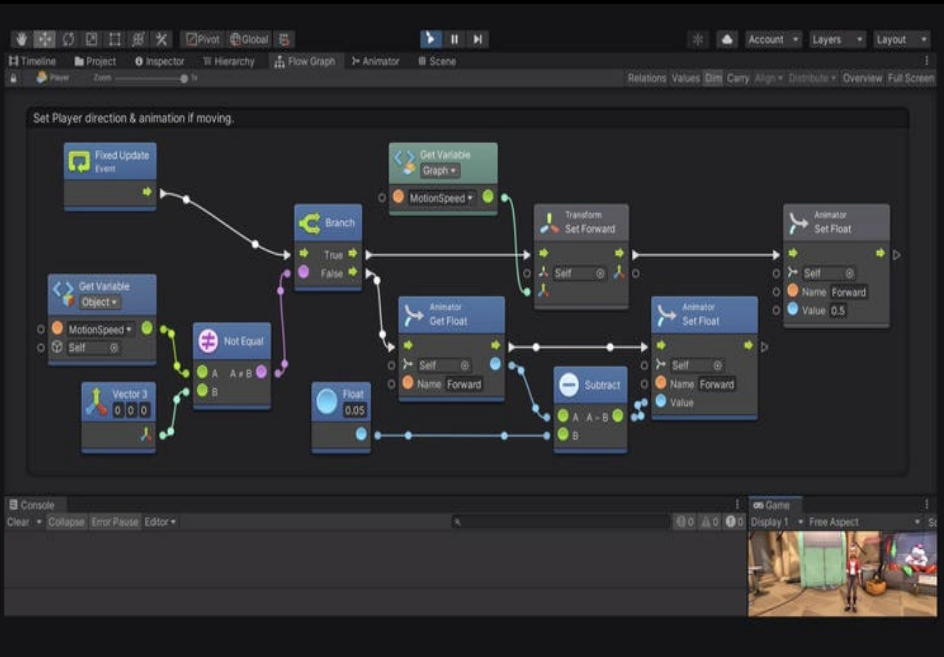 Pivot Global Account Layers Layout
Timeline Project Inspector Hierarchy Flow Graph Animator Scene
Player Zoom 1x Relations Values Dim Carry Align Distribute Overview Full Screen
Set Player direction & animation if moving.
Fixed Update
Event
Get Variable
Graph
MotionSpeed
Branch
True
False
Transform
Set Forward
Self
Animator
Set Float
Self
Name Forward
Value 0.5
Get Variable
Object
MotionSpeed
Self
Not Equal
A A ≠ B
B
Vector 3
0 0 0
Animator
Get Float
Self
Name Forward
Float
0.05
Subtract
A A - B
B
Animator
Set Float
Self
Name Forward
Value
Console
Clear Collapse Error Pause Editor 0 0 0
Game
Display 1 Free Aspect Sc